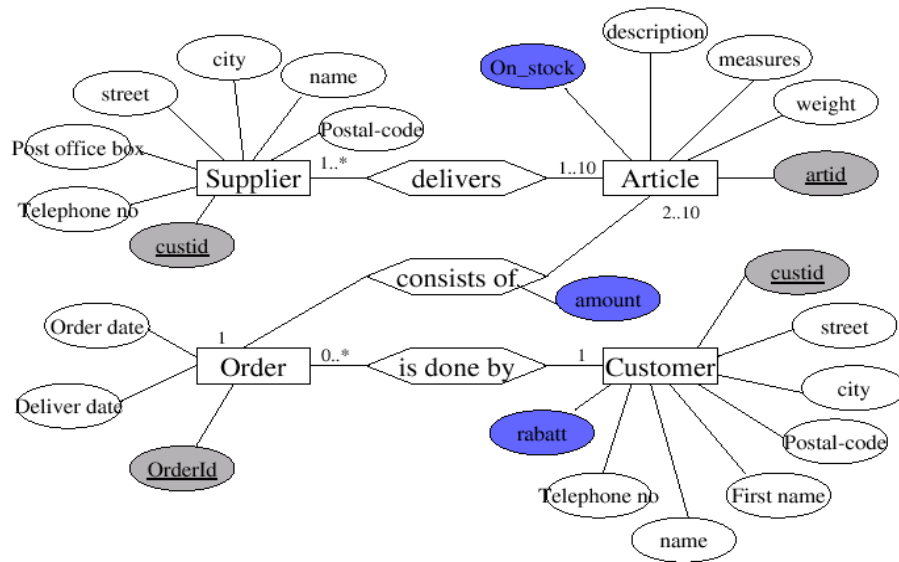 description
city
On_stock
measures
name
street
weight
Postal-code
Post office box
1..*
1..10
Supplier
delivers
Article
artid
Telephone no
2..10
custid
consists of
custid
amount
Order date
street
1
0..*
1
Order
is done by
Customer
city
Deliver date
rabatt
Postal-code
OrderId
Telephone no
First name
name